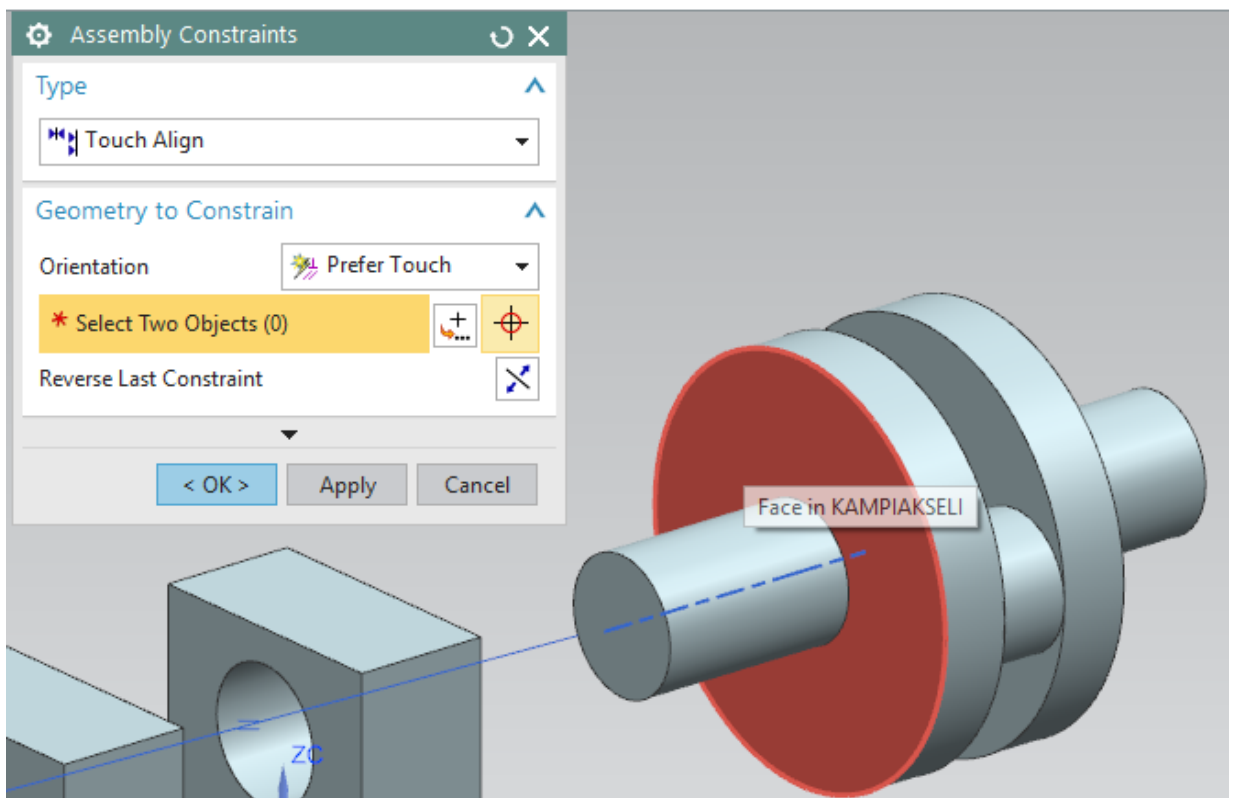 Assembly Constraints
Type
Touch Align
Geometry to Constrain
Orientation
Prefer Touch
* Select Two Objects (0)
Reverse Last Constraint
< OK >
Apply
Cancel
Face in KAMPIAKSELI
ZC